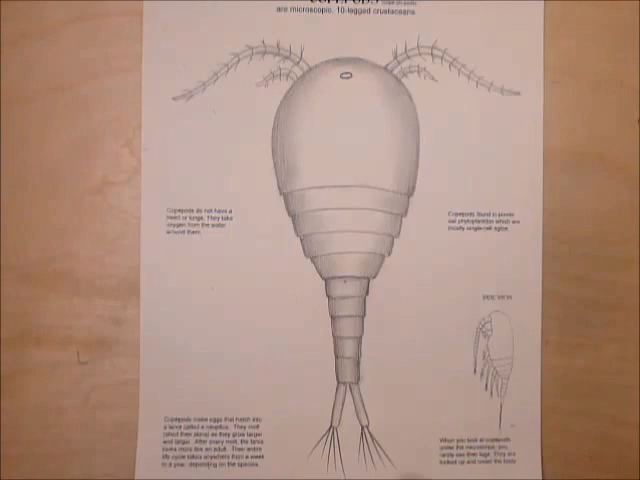 COPEPODS
are microscopic, 10-legged crustaceans.
Copepods do not have a
heart or lungs. They take
oxygen from the water
around them.
Copepods found in ponds
eat phytoplankton which are
mostly single-cell algae.
SIDE VIEW
Copepods make eggs that hatch into
a larva called a nauplius. They molt
(shed their skins) as they grow larger
and larger. After every molt, the larva
looks more like an adult. Their entire
life cycle takes anywhere from a week
to a year, depending on the species.
When you look at copepods
under the microscope, you
rarely see their legs. They are
tucked up and under the body.